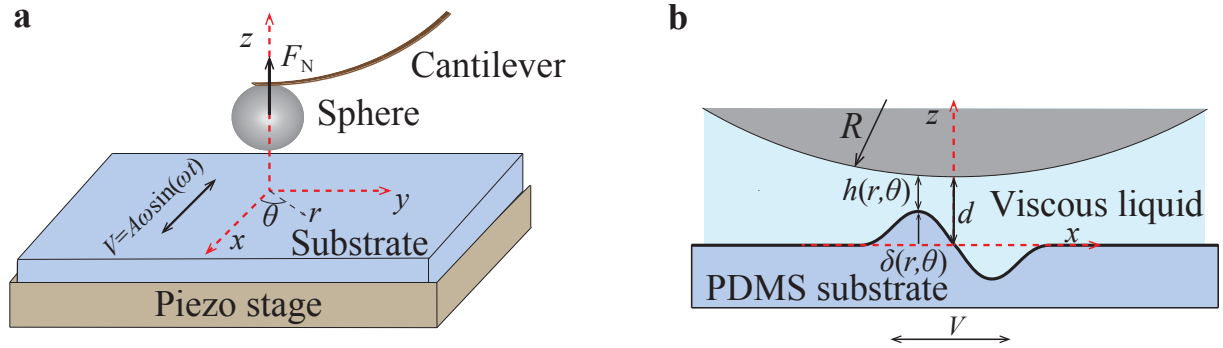 a
z
F_N
Cantilever
Sphere
V=Aωsin(ωt)
θ
r
y
x
Substrate
Piezo stage
b
R
z
h(r,θ)
d
Viscous liquid
x
δ(r,θ)
PDMS substrate
V